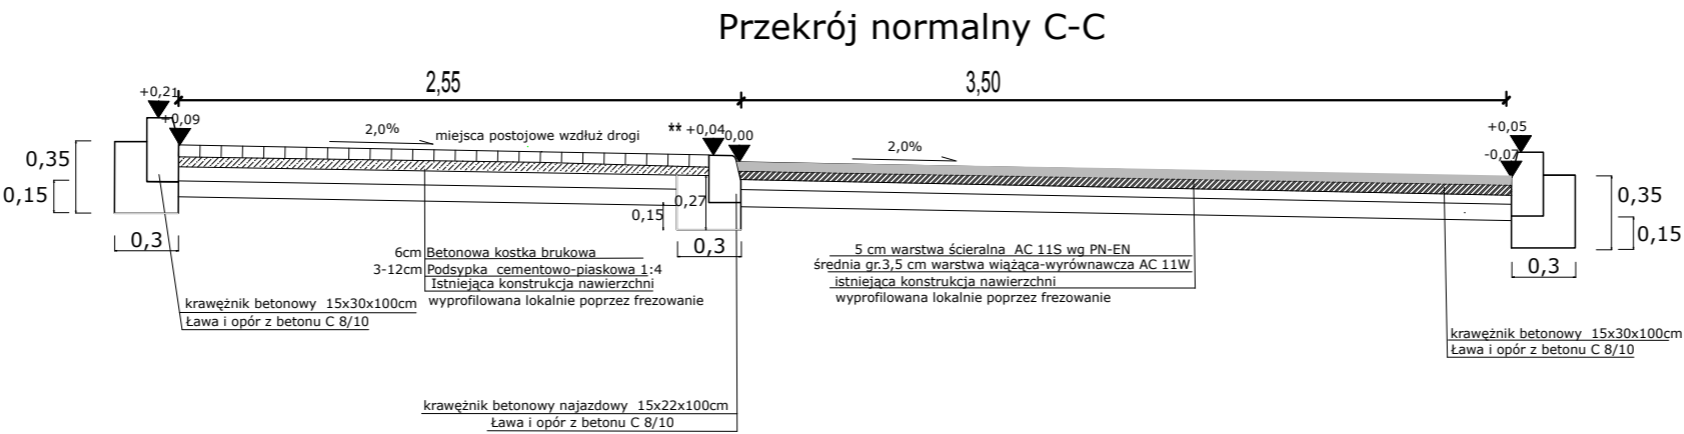 Przekrój normalny C-C
2,55
3,50
+0,21
+0,09
2,0%
miejsca postojowe wzdłuż drogi
** +0,04
0,00
2,0%
+0,05
-0,07
0,35
0,15
0,3
0,15
0,27
0,3
0,35
0,15
0,3
6cm Betonowa kostka brukowa
3-12cm Podsypka cementowo-piaskowa 1:4
Istniejąca konstrukcja nawierzchni
wyprofilowana lokalnie poprzez frezowanie
5 cm warstwa ścieralna AC 11S wg PN-EN
średnia gr.3,5 cm warstwa wiążąca-wyrównawcza AC 11W
istniejąca konstrukcja nawierzchni
wyprofilowana lokalnie poprzez frezowanie
krawężnik betonowy 15x30x100cm
Ława i opór z betonu C 8/10
krawężnik betonowy 15x30x100cm
Ława i opór z betonu C 8/10
krawężnik betonowy najazdowy 15x22x100cm
Ława i opór z betonu C 8/10